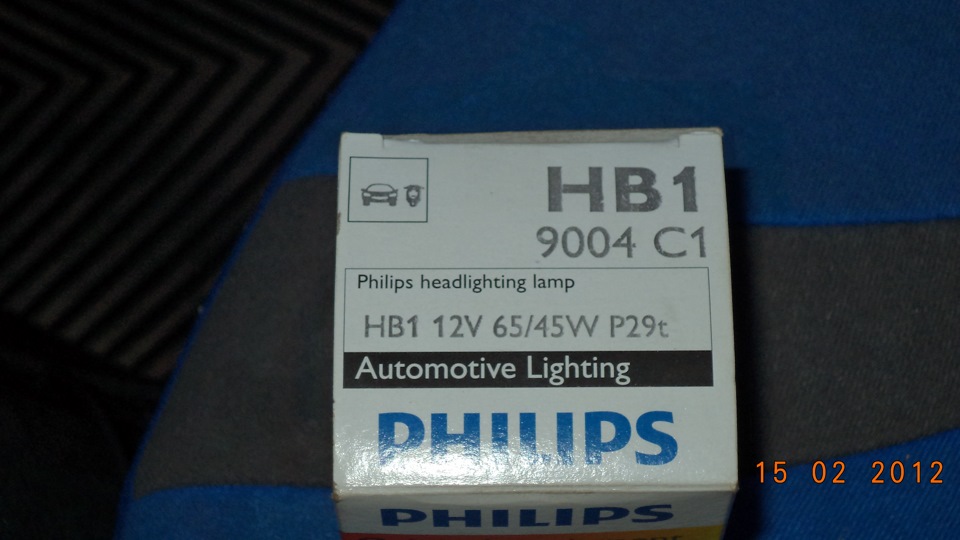 HB1
9004 C1
Philips headlighting lamp
HB1 12V 65/45W P29t
Automotive Lighting
PHILIPS
15 02 2012
PHILIPS